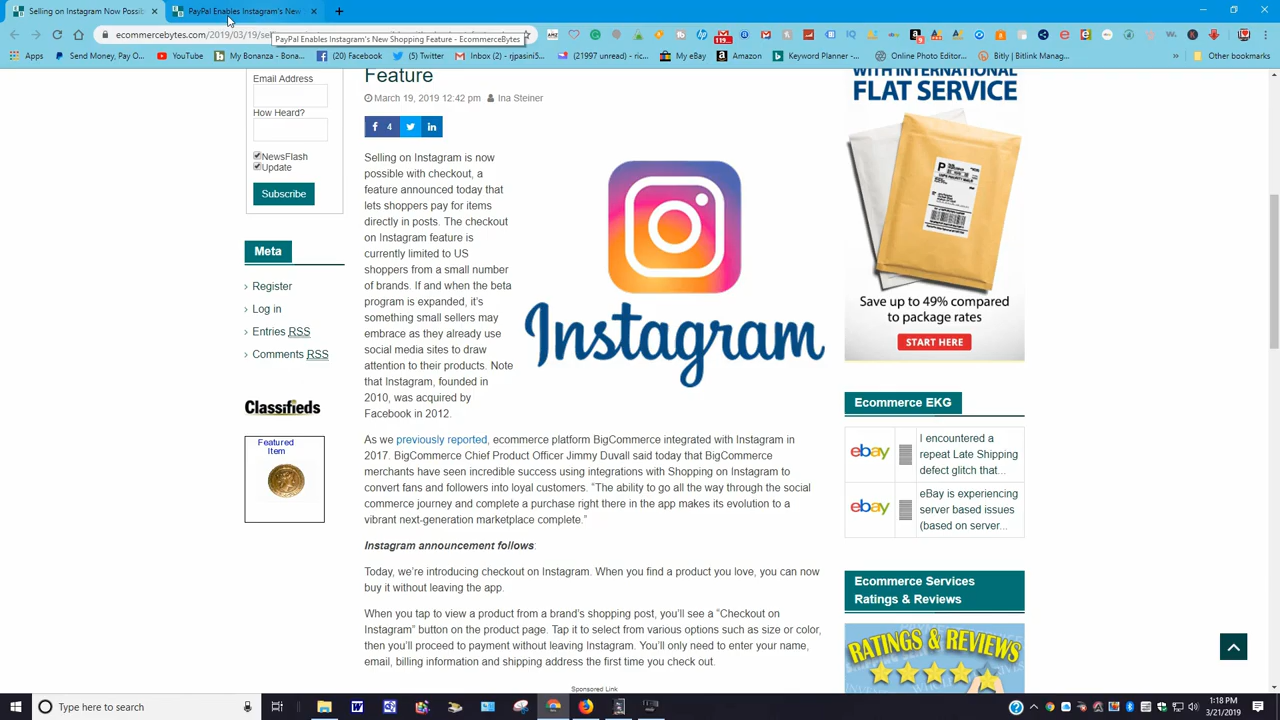 Selling on Instagram Now Possi
PayPal Enables Instagram's New
ecommercebytes.com/2019/03/19/se
PayPal Enables Instagram's New Shopping Feature - EcommerceBytes
Apps
Send Money, Pay O...
YouTube
My Bonanza - Bona...
(20) Facebook
(5) Twitter
Inbox (2) - rjpasini5...
(21997 unread) - ric...
My eBay
Amazon
Keyword Planner -...
Online Photo Editor...
Bitly | Bitlink Manag...
Other bookmarks
Email Address
How Heard?
NewsFlash
Update
Subscribe
Meta
Register
Log in
Entries RSS
Comments RSS
Classifieds
Featured
Item
Feature
March 19, 2019 12:42 pm Ina Steiner
4
Selling on Instagram is now
possible with checkout, a
feature announced today that
lets shoppers pay for items
directly in posts. The checkout
on Instagram feature is
currently limited to US
shoppers from a small number
of brands. If and when the beta
program is expanded, it's
something small sellers may
embrace as they already use
social media sites to draw
attention to their products. Note
that Instagram, founded in
2010, was acquired by
Facebook in 2012.
Instagram
As we previously reported, ecommerce platform BigCommerce integrated with Instagram in
2017. BigCommerce Chief Product Officer Jimmy Duvall said today that BigCommerce
merchants have seen incredible success using integrations with Shopping on Instagram to
convert fans and followers into loyal customers. "The ability to go all the way through the social
commerce journey and complete a purchase right there in the app makes its evolution to a
vibrant next-generation marketplace complete."
Instagram announcement follows:
Today, we're introducing checkout on Instagram. When you find a product you love, you can now
buy it without leaving the app.
When you tap to view a product from a brand's shopping post, you'll see a "Checkout on
Instagram" button on the product page. Tap it to select from various options such as size or color,
then you'll proceed to payment without leaving Instagram. You'll only need to enter your name,
email, billing information and shipping address the first time you check out.
Sponsored Link
WITH INTERNATIONAL
FLAT SERVICE
P
Save up to 49% compared
to package rates
START HERE
Ecommerce EKG
ebay
I encountered a
repeat Late Shipping
defect glitch that...
ebay
eBay is experiencing
server based issues
(based on server...
Ecommerce Services
Ratings & Reviews
RATINGS & REVIEWS
Type here to search
1:18 PM
3/21/2019